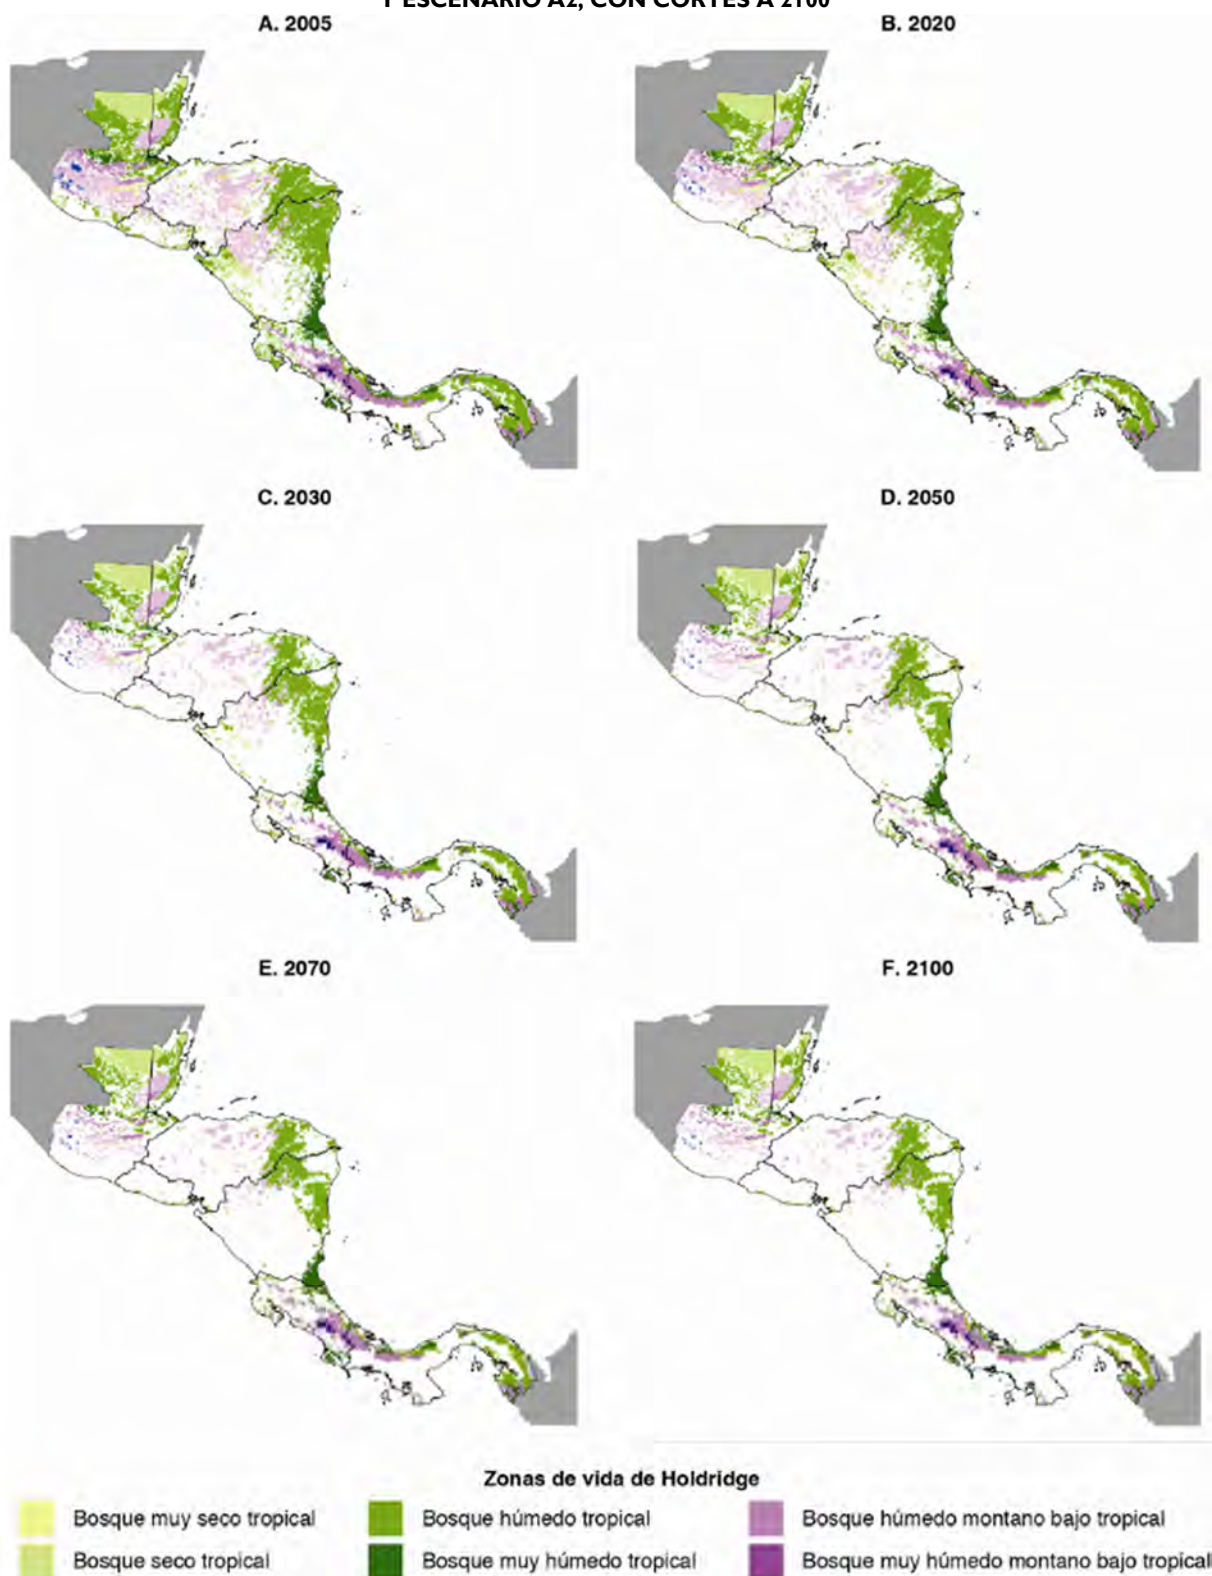 Y ESCENARIO A2, CON CORTES A 2100
A. 2005
B. 2020
C. 2030
D. 2050
E. 2070
F. 2100
Zonas de vida de Holdridge
Bosque muy seco tropical
Bosque húmedo tropical
Bosque húmedo montano bajo tropical
Bosque seco tropical
Bosque muy húmedo tropical
Bosque muy húmedo montano bajo tropical